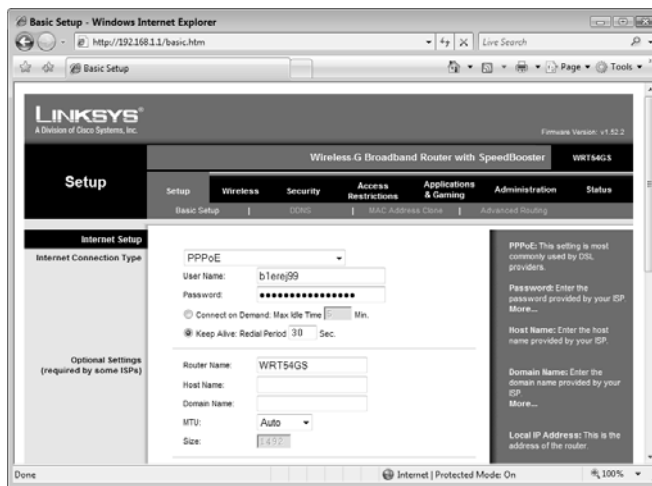 Basic Setup - Windows Internet Explorer
http://192.168.1.1/basic.htm
Live Search
Basic Setup
Page
Tools
LINKSYS®
A Division of Cisco Systems, Inc.
Firmware Version: v1.52.2
Wireless-G Broadband Router with SpeedBooster WRT54GS
Setup
Setup Wireless Security Access Restrictions Applications & Gaming Administration Status
Basic Setup | DDNS | MAC Address Clone | Advanced Routing
Internet Setup
Internet Connection Type
PPPoE
User Name: b1erej99
Password: ••••••••••••••••
Connect on Demand: Max Idle Time 5 Min.
Keep Alive: Redial Period 30 Sec.
Optional Settings
(required by some ISPs)
Router Name: WRT54GS
Host Name:
Domain Name:
MTU: Auto
Size: 1492
PPPoE: This setting is most
commonly used by DSL
providers.
Password: Enter the
password provided by your ISP.
More...
Host Name: Enter the host
name provided by your ISP.
Domain Name: Enter the
domain name provided by your
ISP.
More...
Local IP Address: This is the
address of the router.
Done
Internet | Protected Mode: On
100%